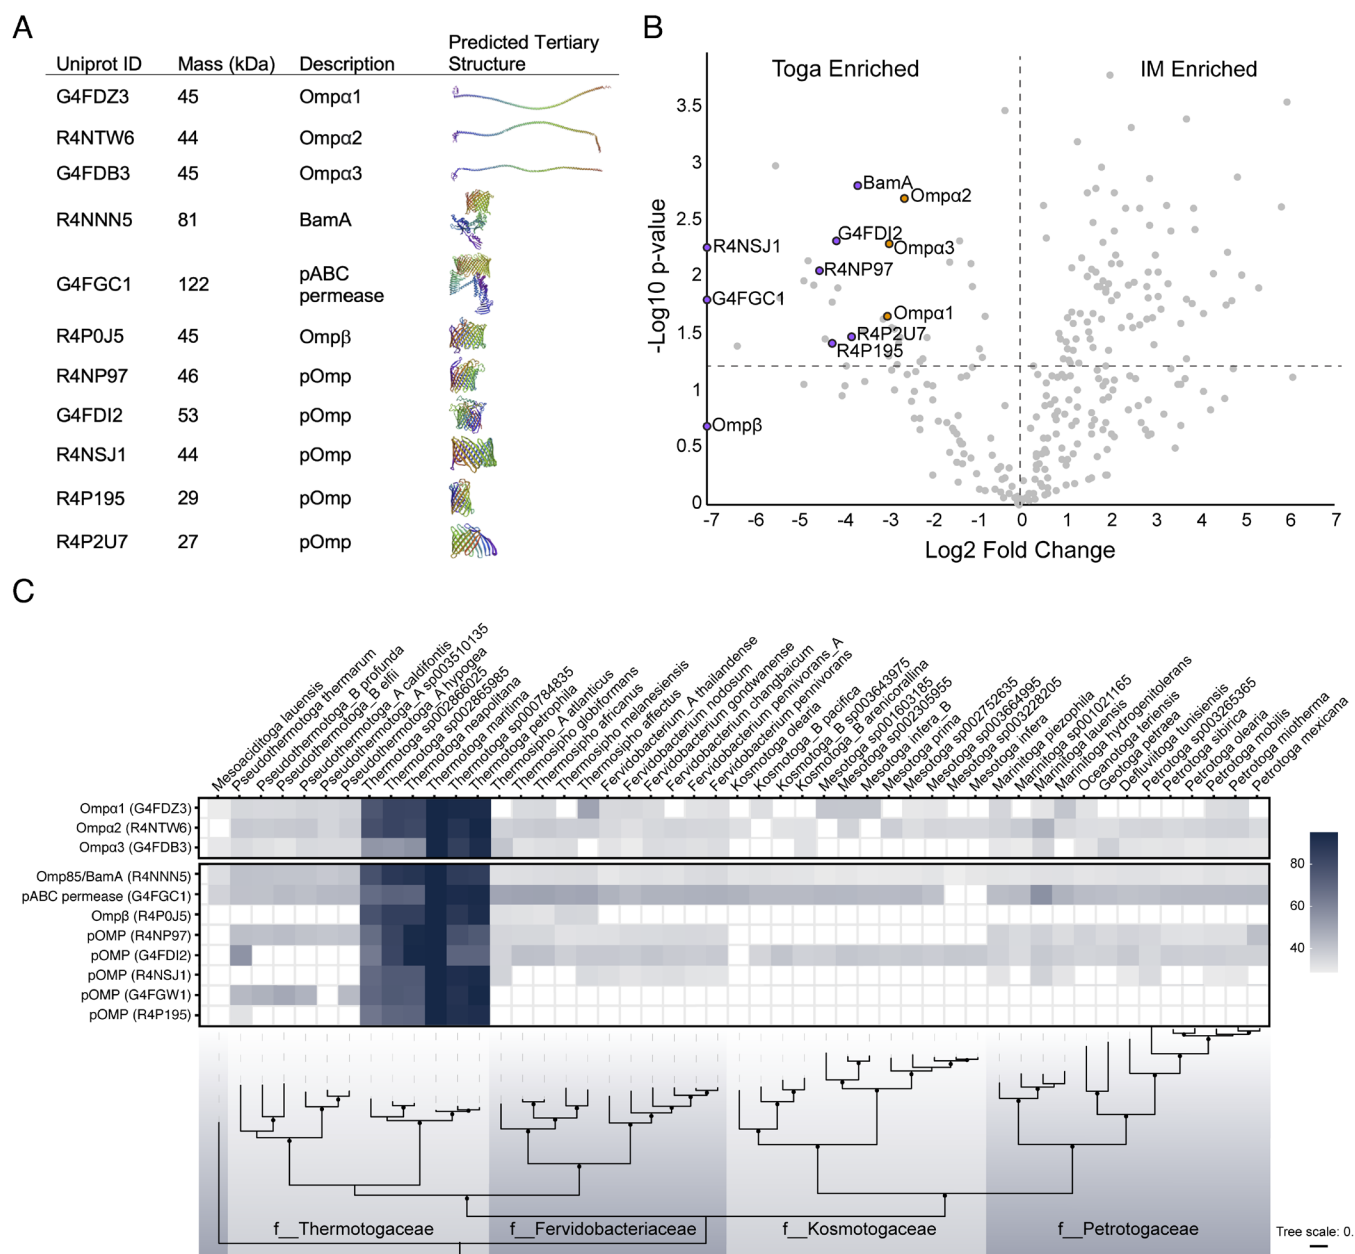 A
Uniprot ID Mass (kDa) Description Predicted Tertiary Structure
G4FDZ3 45 Ompα1
R4NTW6 44 Ompα2
G4FDB3 45 Ompα3
R4NNN5 81 BamA
G4FGC1 122 pABC permease
R4P0J5 45 Ompβ
R4NP97 46 pOmp
G4FDI2 53 pOmp
R4NSJ1 44 pOmp
R4P195 29 pOmp
R4P2U7 27 pOmp
B
Toga Enriched
IM Enriched
-Log10 p-value
3.5
3
2.5
2
1.5
1
0.5
0
BamA
Ompα2
G4FDI2
Ompα3
R4NSJ1
R4NP97
G4FGC1
Ompα1
R4P2U7
R4P195
Ompβ
-7 -6 -5 -4 -3 -2 -1 0 1 2 3 4 5 6 7
Log2 Fold Change
C
Mesoaciditoga lauensis
Pseudothermotoga thermarum
Pseudothermotoga_B profunda
Pseudothermotoga_B elfii
Pseudothermotoga_A caldifontis
Pseudothermotoga_A sp003510135
Pseudothermotoga_A hypogea
Thermotoga sp002866025
Thermotoga sp002865985
Thermotoga neapolitana
Thermotoga maritima
Thermotoga sp000784835
Thermotoga petrophila
Thermosipho_A atlanticus
Thermosipho globiformans
Thermosipho africanus
Thermosipho melanesiensis
Thermosipho affectus
Fervidobacterium_A thailandense
Fervidobacterium nodosum
Fervidobacterium gondwanense
Fervidobacterium changbaicum
Fervidobacterium pennivorans_A
Fervidobacterium pennivorans
Kosmotoga olearia
Kosmotoga_B pacifica
Kosmotoga_B sp003643975
Kosmotoga_B arenicorallina
Mesotoga sp001603185
Mesotoga sp002305955
Mesotoga infera_B
Mesotoga prima
Mesotoga sp002752635
Mesotoga sp003664995
Mesotoga sp003228205
Mesotoga infera
Marinitoga piezophila
Marinitoga sp001021165
Marinitoga lauensis
Marinitoga hydrogenitolerans
Oceanotoga teriensis
Geotoga petraea
Defluviitoga tunisiensis
Petrotoga sp003265365
Petrotoga sibirica
Petrotoga olearia
Petrotoga mobilis
Petrotoga miotherma
Petrotoga mexicana
Ompα1 (G4FDZ3)
Ompα2 (R4NTW6)
Ompα3 (G4FDB3)
Omp85/BamA (R4NNN5)
pABC permease (G4FGC1)
Ompβ (R4P0J5)
pOMP (R4NP97)
pOMP (G4FDI2)
pOMP (R4NSJ1)
pOMP (G4FGW1)
pOMP (R4P195)
80
60
40
f__Thermotogaceae
f__Fervidobacteriaceae
f__Kosmotogaceae
f__Petrotogaceae
Tree scale: 0.